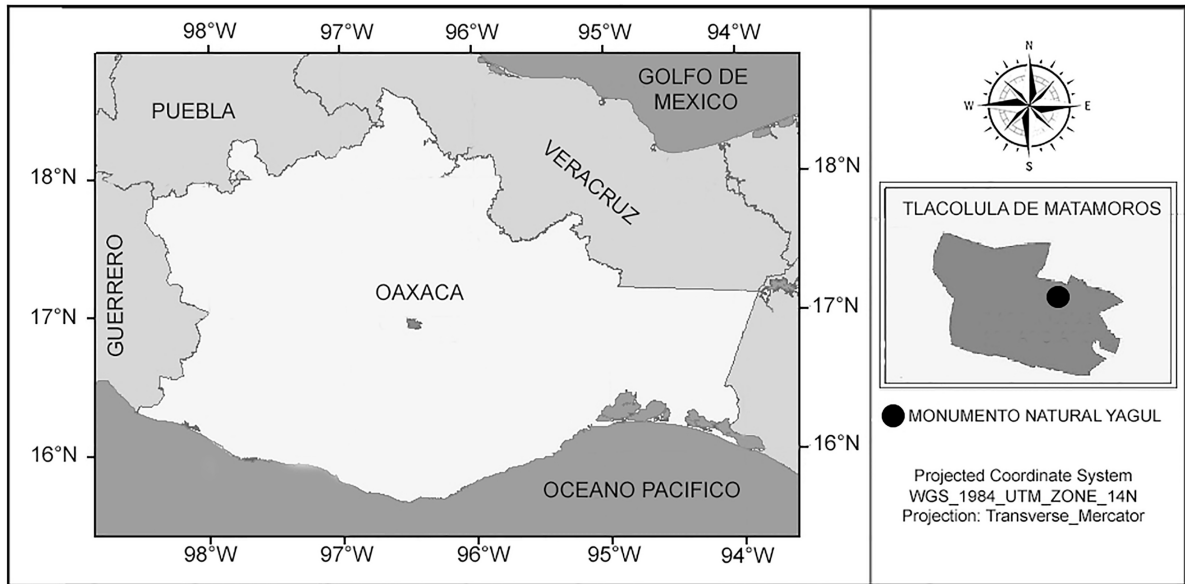 98°W 97°W 96°W 95°W 94°W
GOLFO DE
MEXICO
PUEBLA
VERACRUZ
18°N
18°N
GUERRERO
OAXACA
17°N
17°N
16°N
16°N
OCEANO PACIFICO
98°W 97°W 96°W 95°W 94°W
N
W E
S
TLACOLULA DE MATAMOROS
MONUMENTO NATURAL YAGUL
Projected Coordinate System
WGS_1984_UTM_ZONE_14N
Projection: Transverse_Mercator